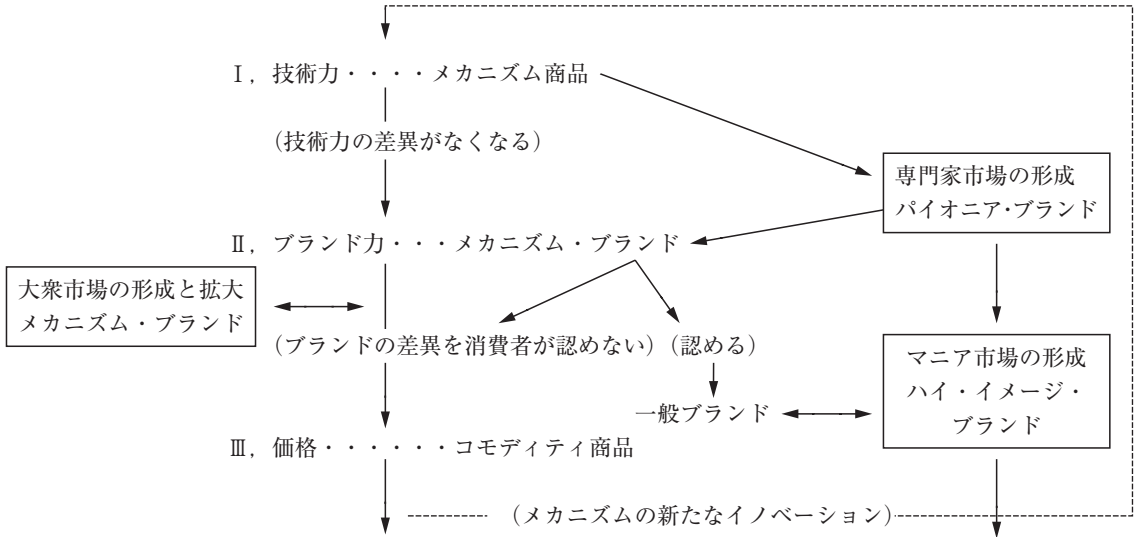 Ⅰ，技術力・・・・メカニズム商品
（技術力の差異がなくなる）
専門家市場の形成
パイオニア・ブランド
Ⅱ，ブランド力・・・メカニズム・ブランド
大衆市場の形成と拡大
メカニズム・ブランド
（ブランドの差異を消費者が認めない）（認める）
マニア市場の形成
ハイ・イメージ・
ブランド
一般ブランド
Ⅲ，価格・・・・・・コモディティ商品
（メカニズムの新たなイノベーション）